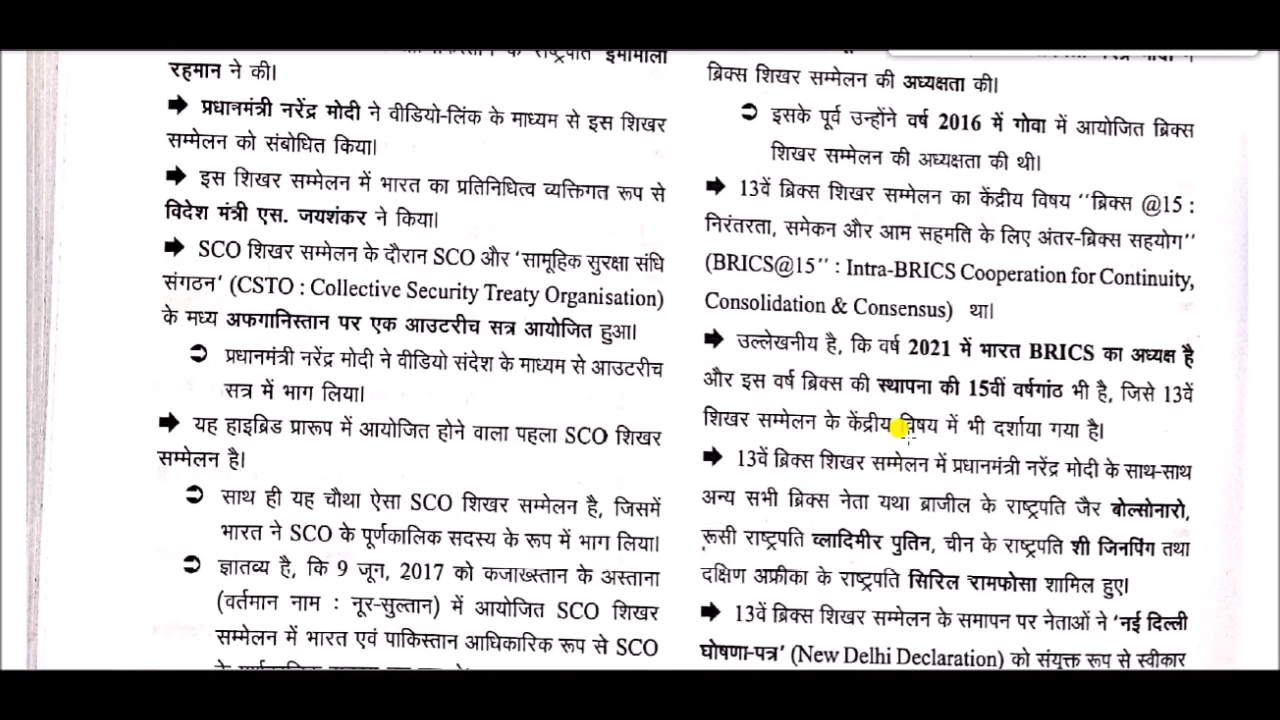 के राष्ट्रपति इमामाली
रहमान ने की।
➡ प्रधानमंत्री नरेंद्र मोदी ने वीडियो-लिंक के माध्यम से इस शिखर
सम्मेलन को संबोधित किया।
➡ इस शिखर सम्मेलन में भारत का प्रतिनिधित्व व्यक्तिगत रूप से
विदेश मंत्री एस. जयशंकर ने किया।
➡ SCO शिखर सम्मेलन के दौरान SCO और 'सामूहिक सुरक्षा संधि
संगठन' (CSTO : Collective Security Treaty Organisation)
के मध्य अफगानिस्तान पर एक आउटरीच सत्र आयोजित हुआ।
⮊ प्रधानमंत्री नरेंद्र मोदी ने वीडियो संदेश के माध्यम से आउटरीच
सत्र में भाग लिया।
➡ यह हाइब्रिड प्रारूप में आयोजित होने वाला पहला SCO शिखर
सम्मेलन है।
⮊ साथ ही यह चौथा ऐसा SCO शिखर सम्मेलन है, जिसमें
भारत ने SCO के पूर्णकालिक सदस्य के रूप में भाग लिया।
⮊ ज्ञातव्य है, कि 9 जून, 2017 को कजाख्स्तान के अस्ताना
(वर्तमान नाम : नूर-सुल्तान) में आयोजित SCO शिखर
सम्मेलन में भारत एवं पाकिस्तान आधिकारिक रूप से SCO
ब्रिक्स शिखर सम्मेलन की अध्यक्षता की।
⮊ इसके पूर्व उन्होंने वर्ष 2016 में गोवा में आयोजित ब्रिक्स
शिखर सम्मेलन की अध्यक्षता की थी।
➡ 13वें ब्रिक्स शिखर सम्मेलन का केंद्रीय विषय ''ब्रिक्स @15 :
निरंतरता, समेकन और आम सहमति के लिए अंतर-ब्रिक्स सहयोग''
(BRICS@15'' : Intra-BRICS Cooperation for Continuity,
Consolidation & Consensus) था।
➡ उल्लेखनीय है, कि वर्ष 2021 में भारत BRICS का अध्यक्ष है
और इस वर्ष ब्रिक्स की स्थापना की 15वीं वर्षगांठ भी है, जिसे 13वें
शिखर सम्मेलन के केंद्रीय विषय में भी दर्शाया गया है।
➡ 13वें ब्रिक्स शिखर सम्मेलन में प्रधानमंत्री नरेंद्र मोदी के साथ-साथ
अन्य सभी ब्रिक्स नेता यथा ब्राजील के राष्ट्रपति जैर बोल्सोनारो,
रूसी राष्ट्रपति व्लादिमीर पुतिन, चीन के राष्ट्रपति शी जिनपिंग तथा
दक्षिण अफ्रीका के राष्ट्रपति सिरिल रामफोसा शामिल हुए।
➡ 13वें ब्रिक्स शिखर सम्मेलन के समापन पर नेताओं ने 'नई दिल्ली
घोषणा-पत्र' (New Delhi Declaration) को संयुक्त रूप से स्वीकार